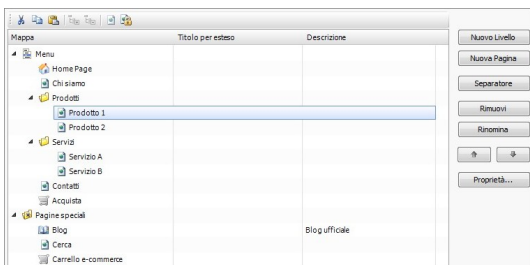 Mappa Titolo per esteso Descrizione
Menu
Home Page
Chi siamo
Prodotti
Prodotto 1
Prodotto 2
Servizi
Servizio A
Servizio B
Contatti
Acquista
Pagine speciali
Blog Blog ufficiale
Cerca
Carrello e-commerce
Nuovo Livello
Nuova Pagina
Separatore
Rimuovi
Rinomina
Proprietà...